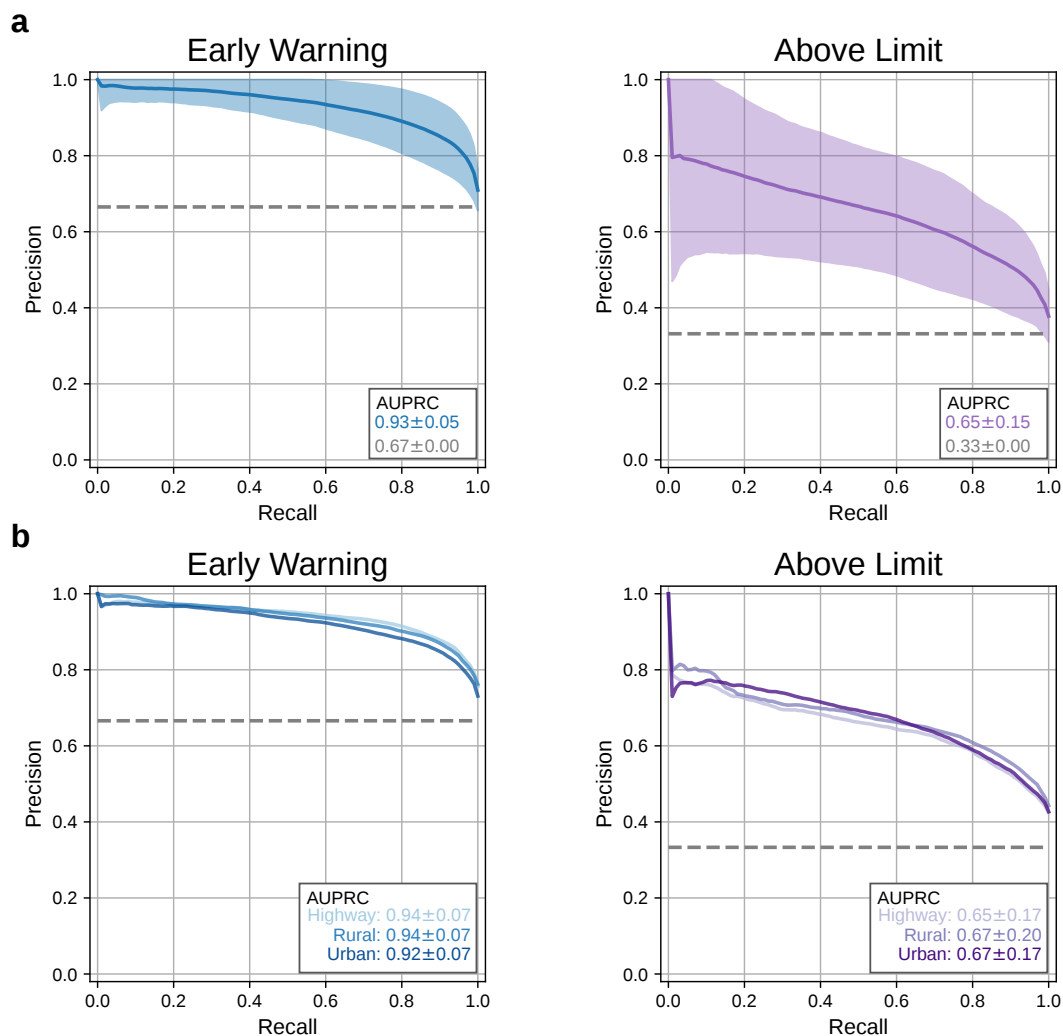 a
Early Warning
1.0
0.8
0.6
0.4
0.2
0.0
Precision
AUPRC
0.93±0.05
0.67±0.00
0.0 0.2 0.4 0.6 0.8 1.0
Recall
Above Limit
1.0
0.8
0.6
0.4
0.2
0.0
Precision
AUPRC
0.65±0.15
0.33±0.00
0.0 0.2 0.4 0.6 0.8 1.0
Recall
b
Early Warning
1.0
0.8
0.6
0.4
0.2
0.0
Precision
AUPRC
Highway: 0.94±0.07
Rural: 0.94±0.07
Urban: 0.92±0.07
0.0 0.2 0.4 0.6 0.8 1.0
Recall
Above Limit
1.0
0.8
0.6
0.4
0.2
0.0
Precision
AUPRC
Highway: 0.65±0.17
Rural: 0.67±0.20
Urban: 0.67±0.17
0.0 0.2 0.4 0.6 0.8 1.0
Recall